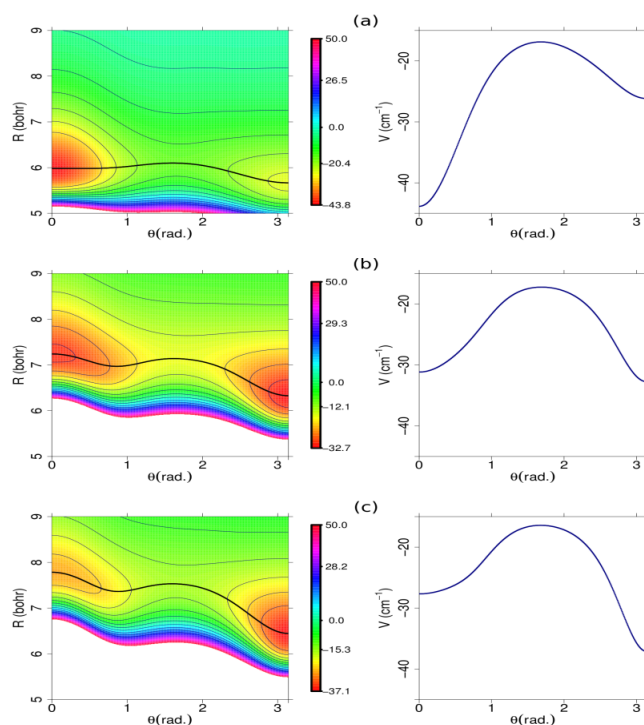 (a)
R (bohr)
9
8
7
6
5
0 1 2 3
θ(rad.)
50.0
26.5
0.0
−20.4
−43.8
V (cm⁻¹)
−20
−30
−40
0 1 2 3
θ(rad.)
(b)
R (bohr)
9
8
7
6
5
0 1 2 3
θ(rad.)
50.0
29.3
0.0
−12.1
−32.7
V (cm⁻¹)
−20
−30
−40
0 1 2 3
θ(rad.)
(c)
R (bohr)
9
8
7
6
5
0 1 2 3
θ(rad.)
50.0
28.2
0.0
−15.3
−37.1
V (cm⁻¹)
−20
−30
−40
0 1 2 3
θ(rad.)